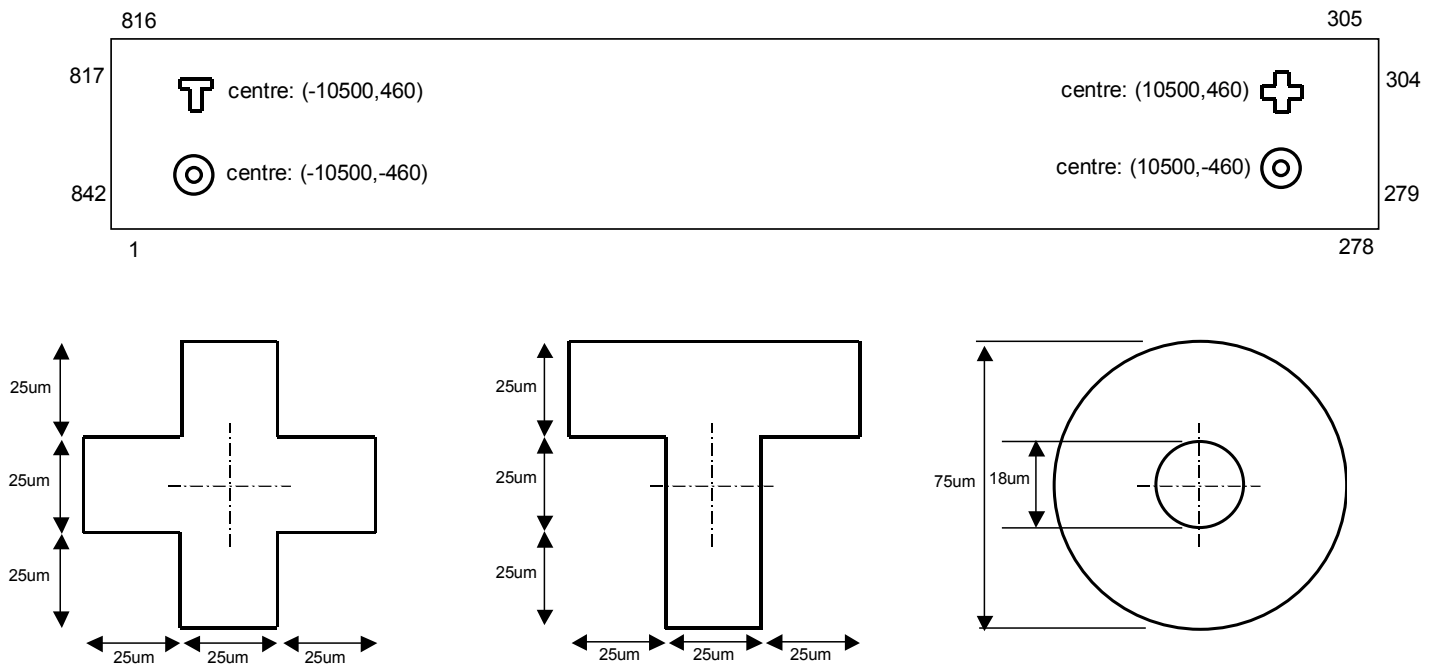 816
305
817
centre: (-10500,460)
centre: (10500,460)
304
centre: (-10500,-460)
centre: (10500,-460)
842
279
1
278
25um
25um
25um
25um
25um
25um
25um
25um
25um
25um
25um
25um
75um
18um